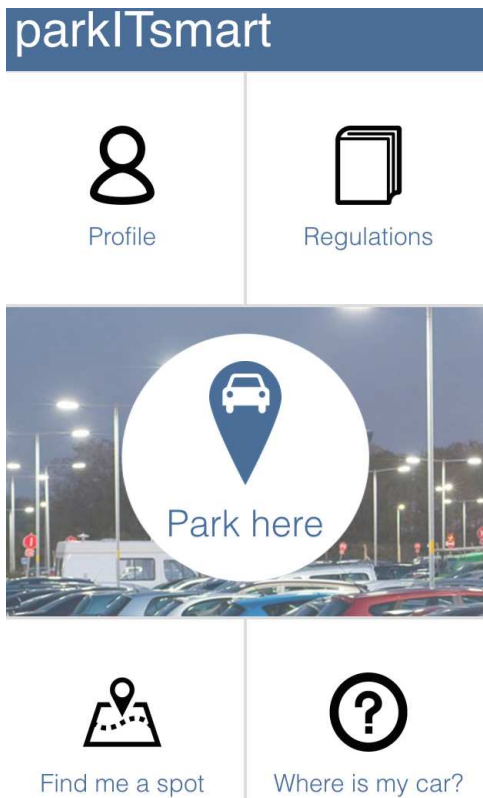 parkITsmart
Profile
Regulations
Park here
Find me a spot
Where is my car?